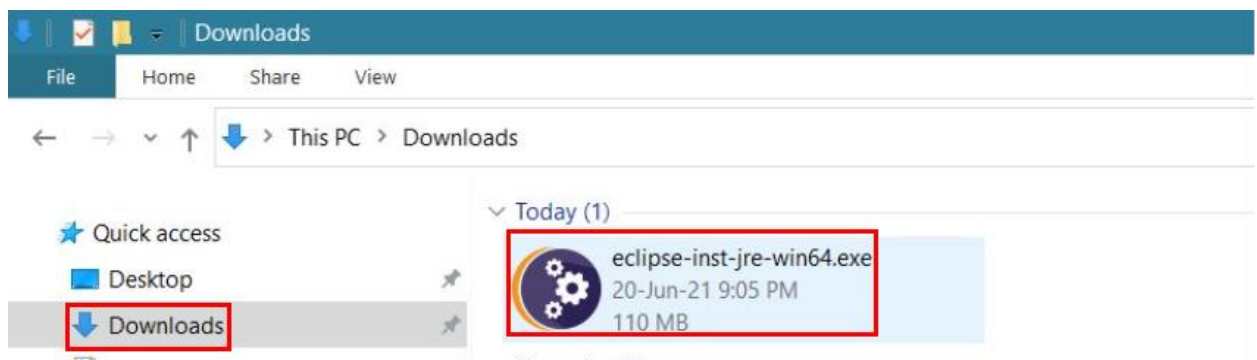 Downloads
File Home Share View
This PC > Downloads
Today (1)
Quick access
eclipse-inst-jre-win64.exe
Desktop
20-Jun-21 9:05 PM
Downloads
110 MB